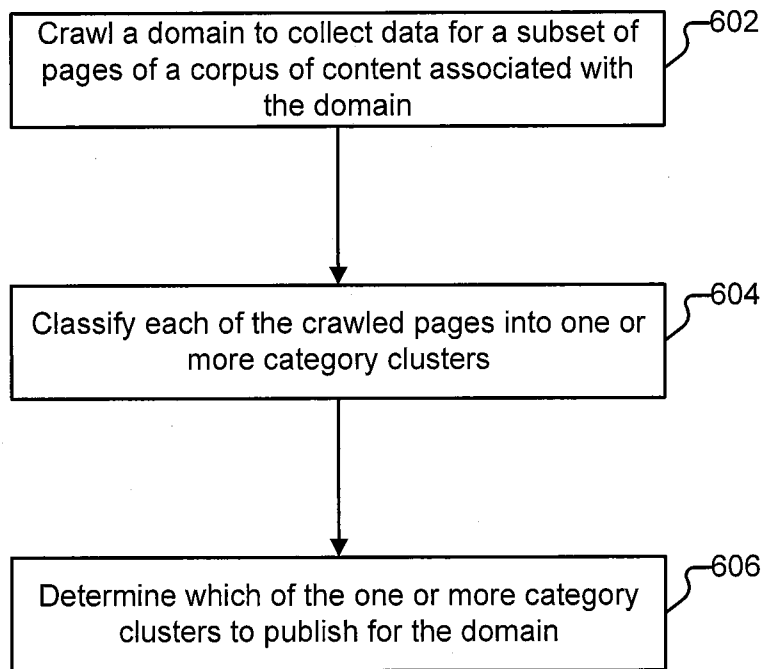 Crawl a domain to collect data for a subset of
pages of a corpus of content associated with
the domain
602
Classify each of the crawled pages into one or
more category clusters
604
Determine which of the one or more category
clusters to publish for the domain
606